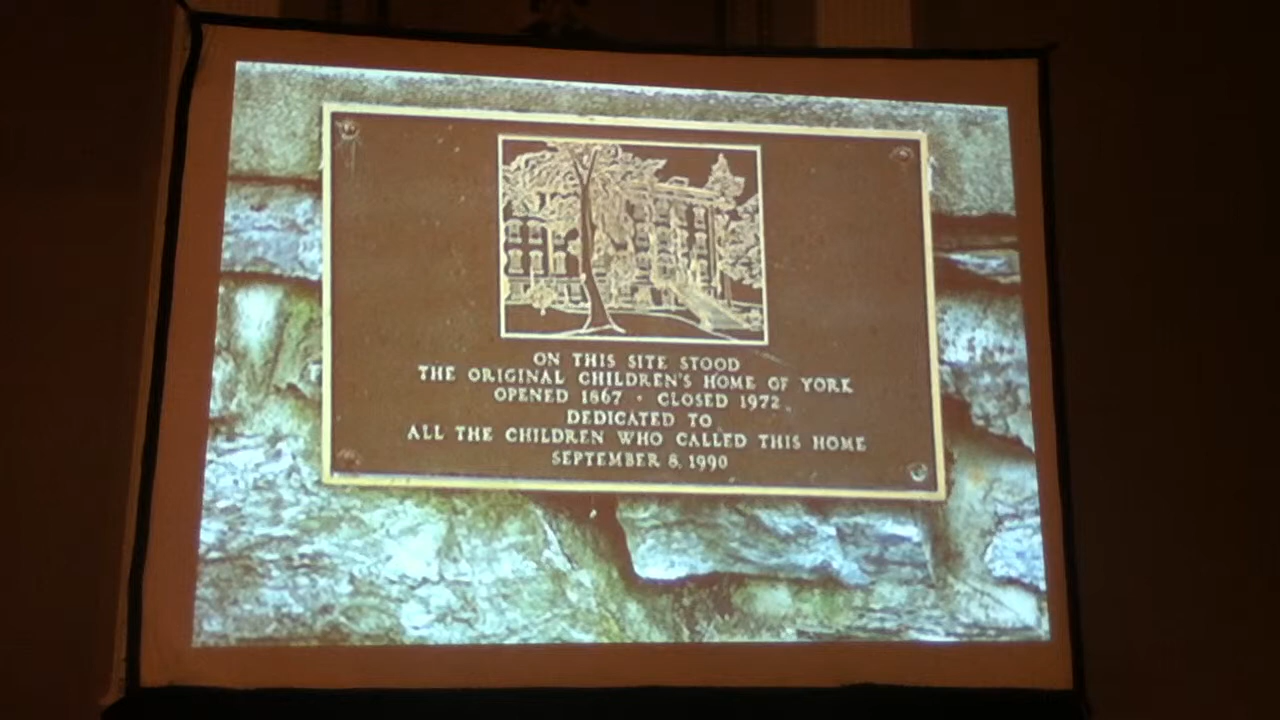 ON THIS SITE STOOD
THE ORIGINAL CHILDREN'S HOME OF YORK
OPENED 1867 · CLOSED 1972
DEDICATED TO
ALL THE CHILDREN WHO CALLED THIS HOME
SEPTEMBER 8, 1990